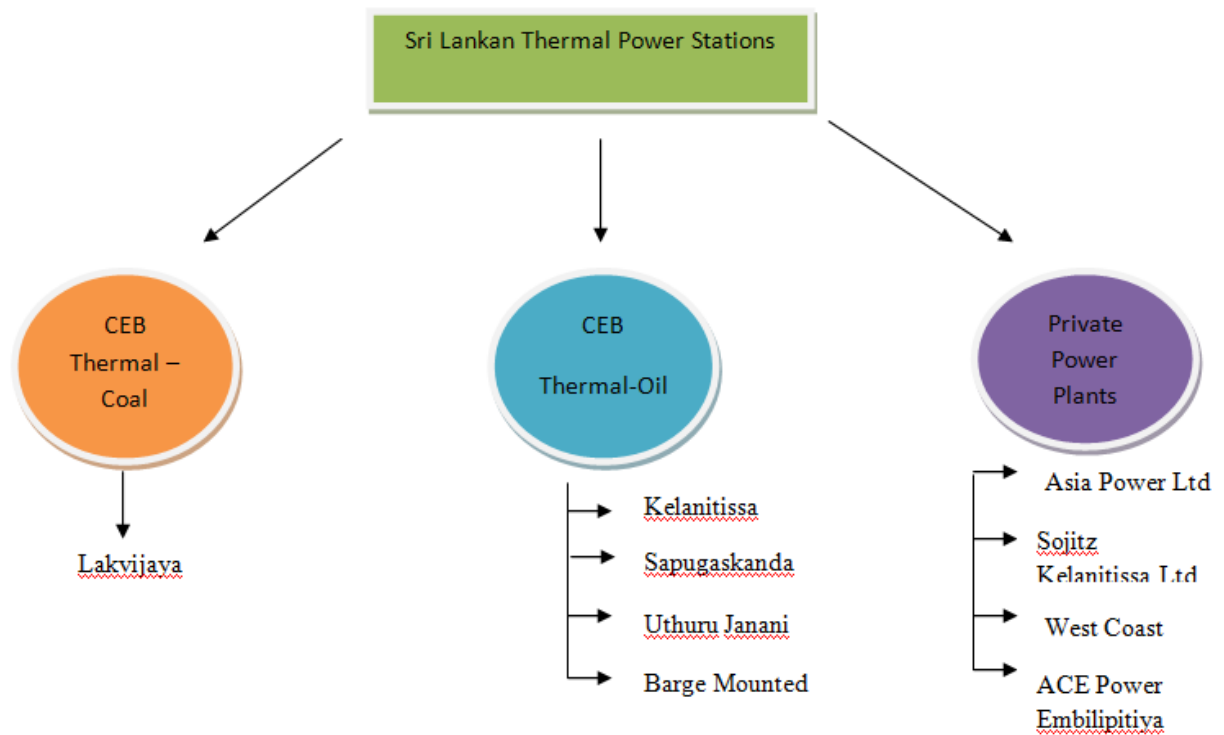 Sri Lankan Thermal Power Stations
CEB
Thermal –
Coal
Lakvijaya
CEB
Thermal-Oil
Kelanitissa
Sapugaskanda
Uthuru Janani
Barge Mounted
Private
Power
Plants
Asia Power Ltd
Sojitz
Kelanitissa Ltd
West Coast
ACE Power
Embilipitiya